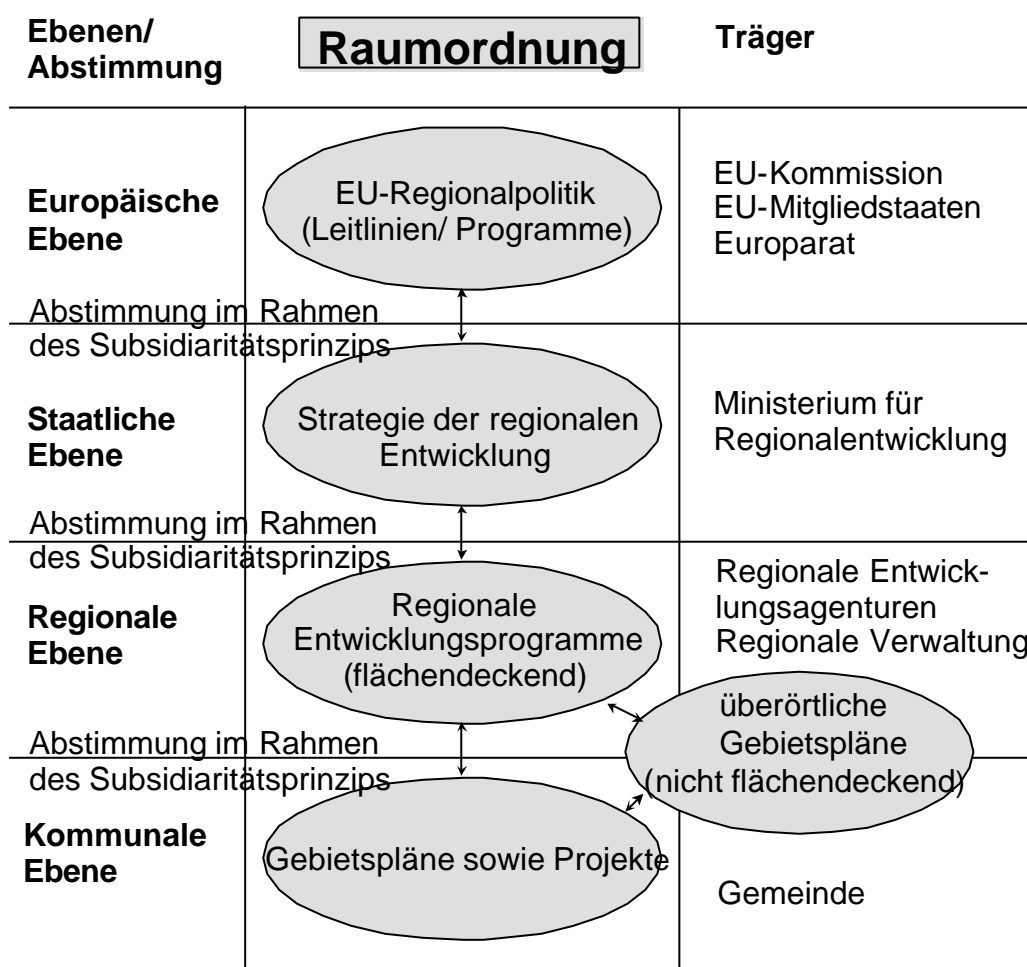 Ebenen/
Abstimmung
Raumordnung
Träger
Europäische
Ebene
EU-Regionalpolitik
(Leitlinien/ Programme)
EU-Kommission
EU-Mitgliedstaaten
Europarat
Abstimmung im Rahmen
des Subsidiaritätsprinzips
Staatliche
Ebene
Strategie der regionalen
Entwicklung
Ministerium für
Regionalentwicklung
Abstimmung im Rahmen
des Subsidiaritätsprinzips
Regionale
Ebene
Regionale
Entwicklungsprogramme
(flächendeckend)
Regionale Entwick-
lungsagenturen
Regionale Verwaltung
überörtliche
Gebietspläne
(nicht flächendeckend)
Abstimmung im Rahmen
des Subsidiaritätsprinzips
Kommunale
Ebene
Gebietspläne sowie Projekte
Gemeinde